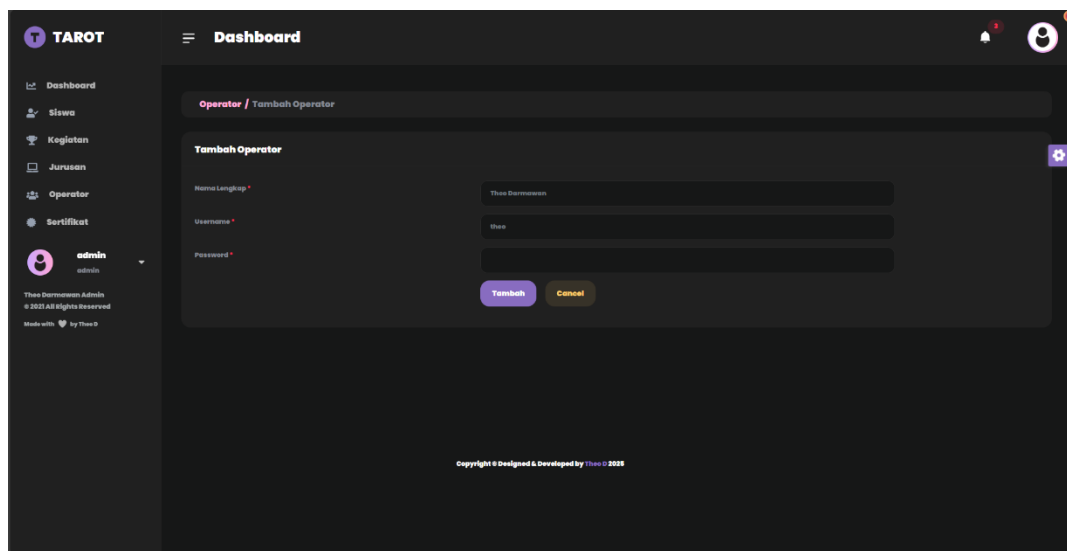 T TAROT
Dashboard
3
Dashboard
Siswa
Kegiatan
Jurusan
Operator
Sertifikat
admin
admin
Theo Darmawan Admin
© 2021 All Rights Reserved
Made with by Theo D
Operator / Tambah Operator
Tambah Operator
Nama Lengkap *
Theo Darmawan
Username *
theo
Password *
Tambah
Cancel
Copyright © Designed & Developed by Theo D 2025